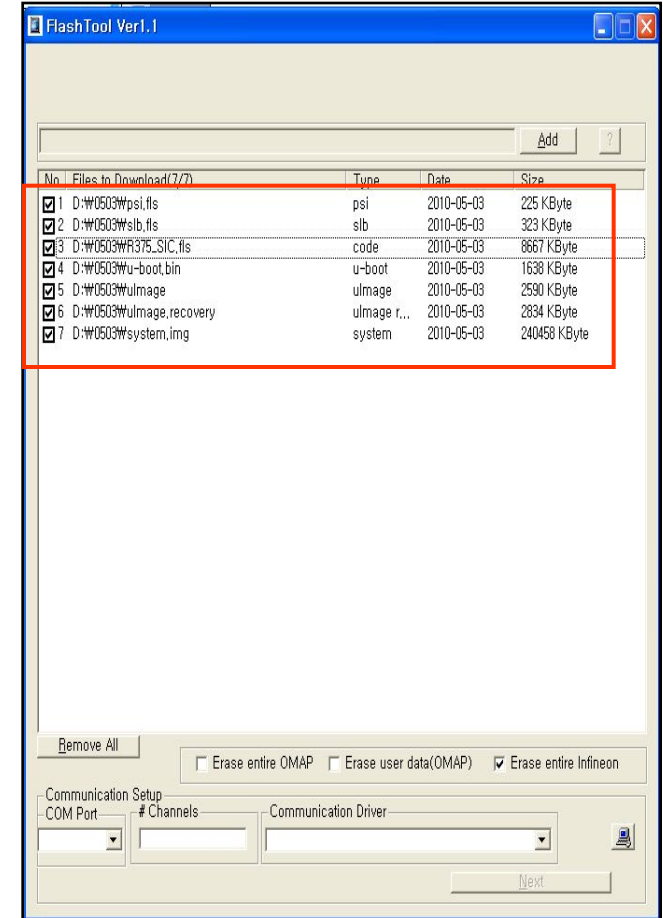 FlashTool Ver1.1
Add ?
No Files to Download(7/7) Type Date Size
1 D:₩0503₩psi,fls psi 2010-05-03 225 KByte
2 D:₩0503₩slb,fls slb 2010-05-03 323 KByte
3 D:₩0503₩R375_SIC,fls code 2010-05-03 8667 KByte
4 D:₩0503₩u-boot,bin u-boot 2010-05-03 1638 KByte
5 D:₩0503₩uImage uImage 2010-05-03 2590 KByte
6 D:₩0503₩uImage,recovery uImage r... 2010-05-03 2834 KByte
7 D:₩0503₩system,img system 2010-05-03 240458 KByte
Remove All
Erase entire OMAP Erase user data(OMAP) Erase entire Infineon
Communication Setup
COM Port # Channels Communication Driver
Next